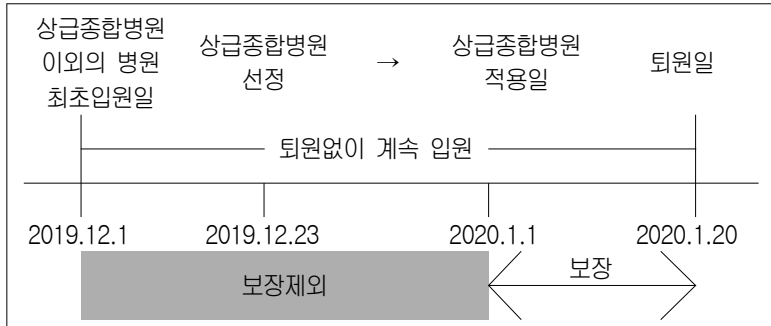 상급종합병원
이외의 병원
최초입원일
상급종합병원
선정
→
상급종합병원
적용일
퇴원일
퇴원없이 계속 입원
2019.12.1
2019.12.23
2020.1.1
2020.1.20
보장제외
보장